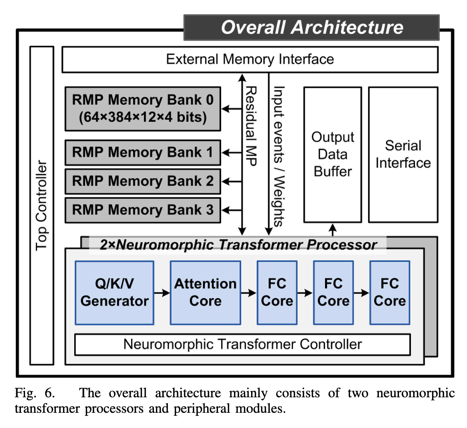 Overall Architecture
External Memory Interface
Top Controller
RMP Memory Bank 0
(64×384×12×4 bits)
RMP Memory Bank 1
RMP Memory Bank 2
RMP Memory Bank 3
Residual MP
Input events / Weights
Output
Data
Buffer
Serial
Interface
2×Neuromorphic Transformer Processor
Q/K/V
Generator
Attention
Core
FC
Core
FC
Core
FC
Core
Neuromorphic Transformer Controller
Fig. 6. The overall architecture mainly consists of two neuromorphic
transformer processors and peripheral modules.